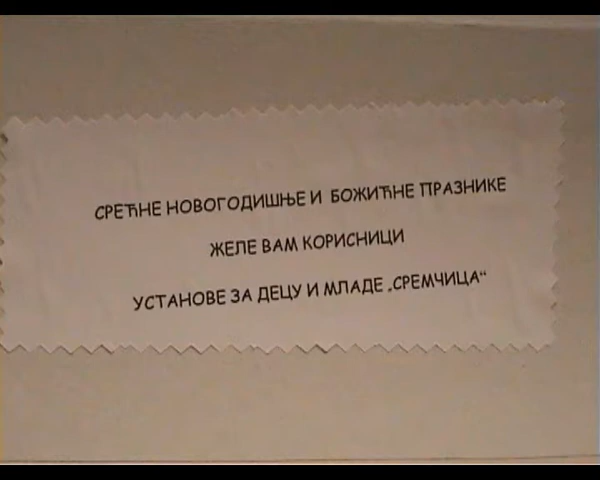 СРЕЋНЕ НОВОГОДИШЊЕ И БОЖИЋНЕ ПРАЗНИКЕ
ЖЕЛЕ ВАМ КОРИСНИЦИ
УСТАНОВЕ ЗА ДЕЦУ И МЛАДЕ „СРЕМЧИЦА“